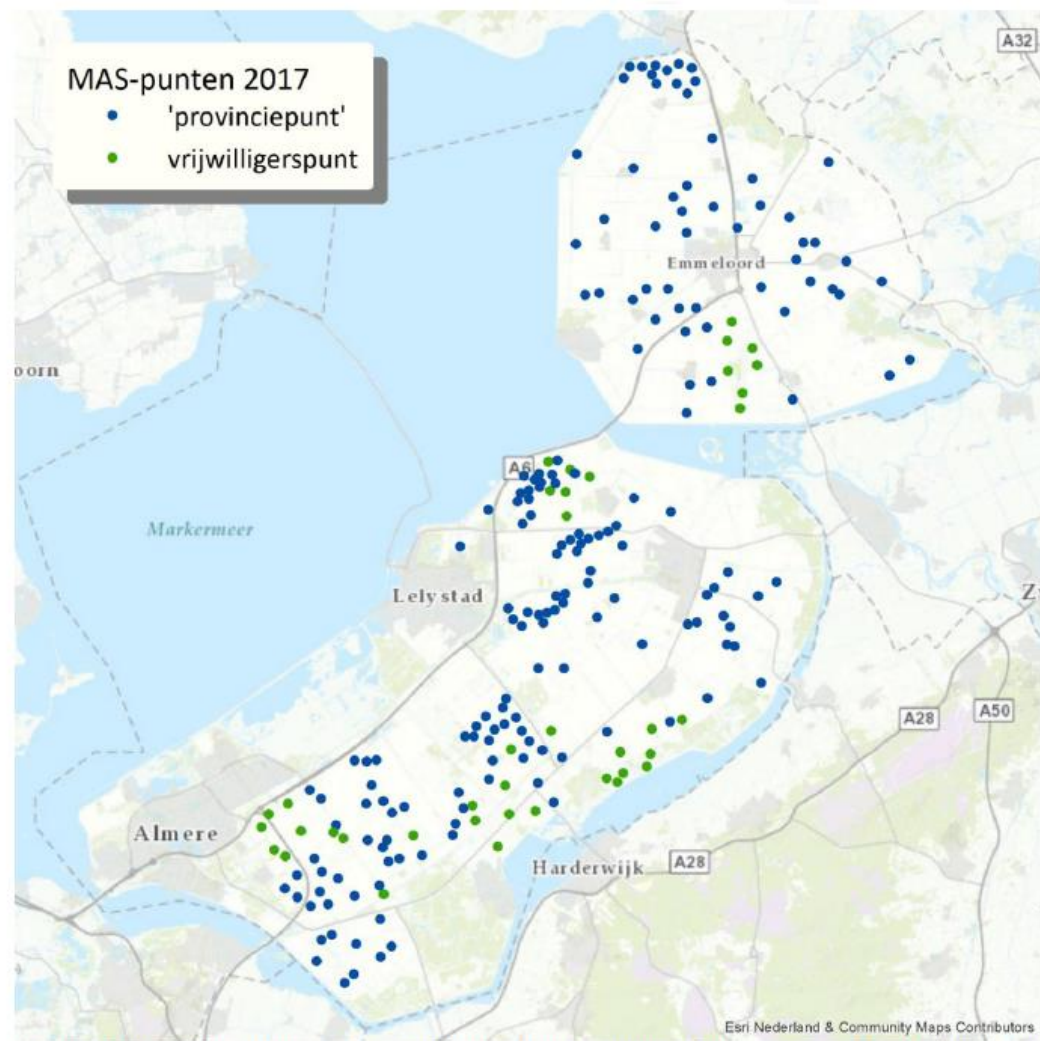 MAS-punten 2017
'provinciepunt'
vrijwilligerspunt
A32
Emmeloord
oorn
A6
Markermeer
Lelystad
Z
A28
A50
Almere
Harderwijk
A28
Esri Nederland & Community Maps Contributors